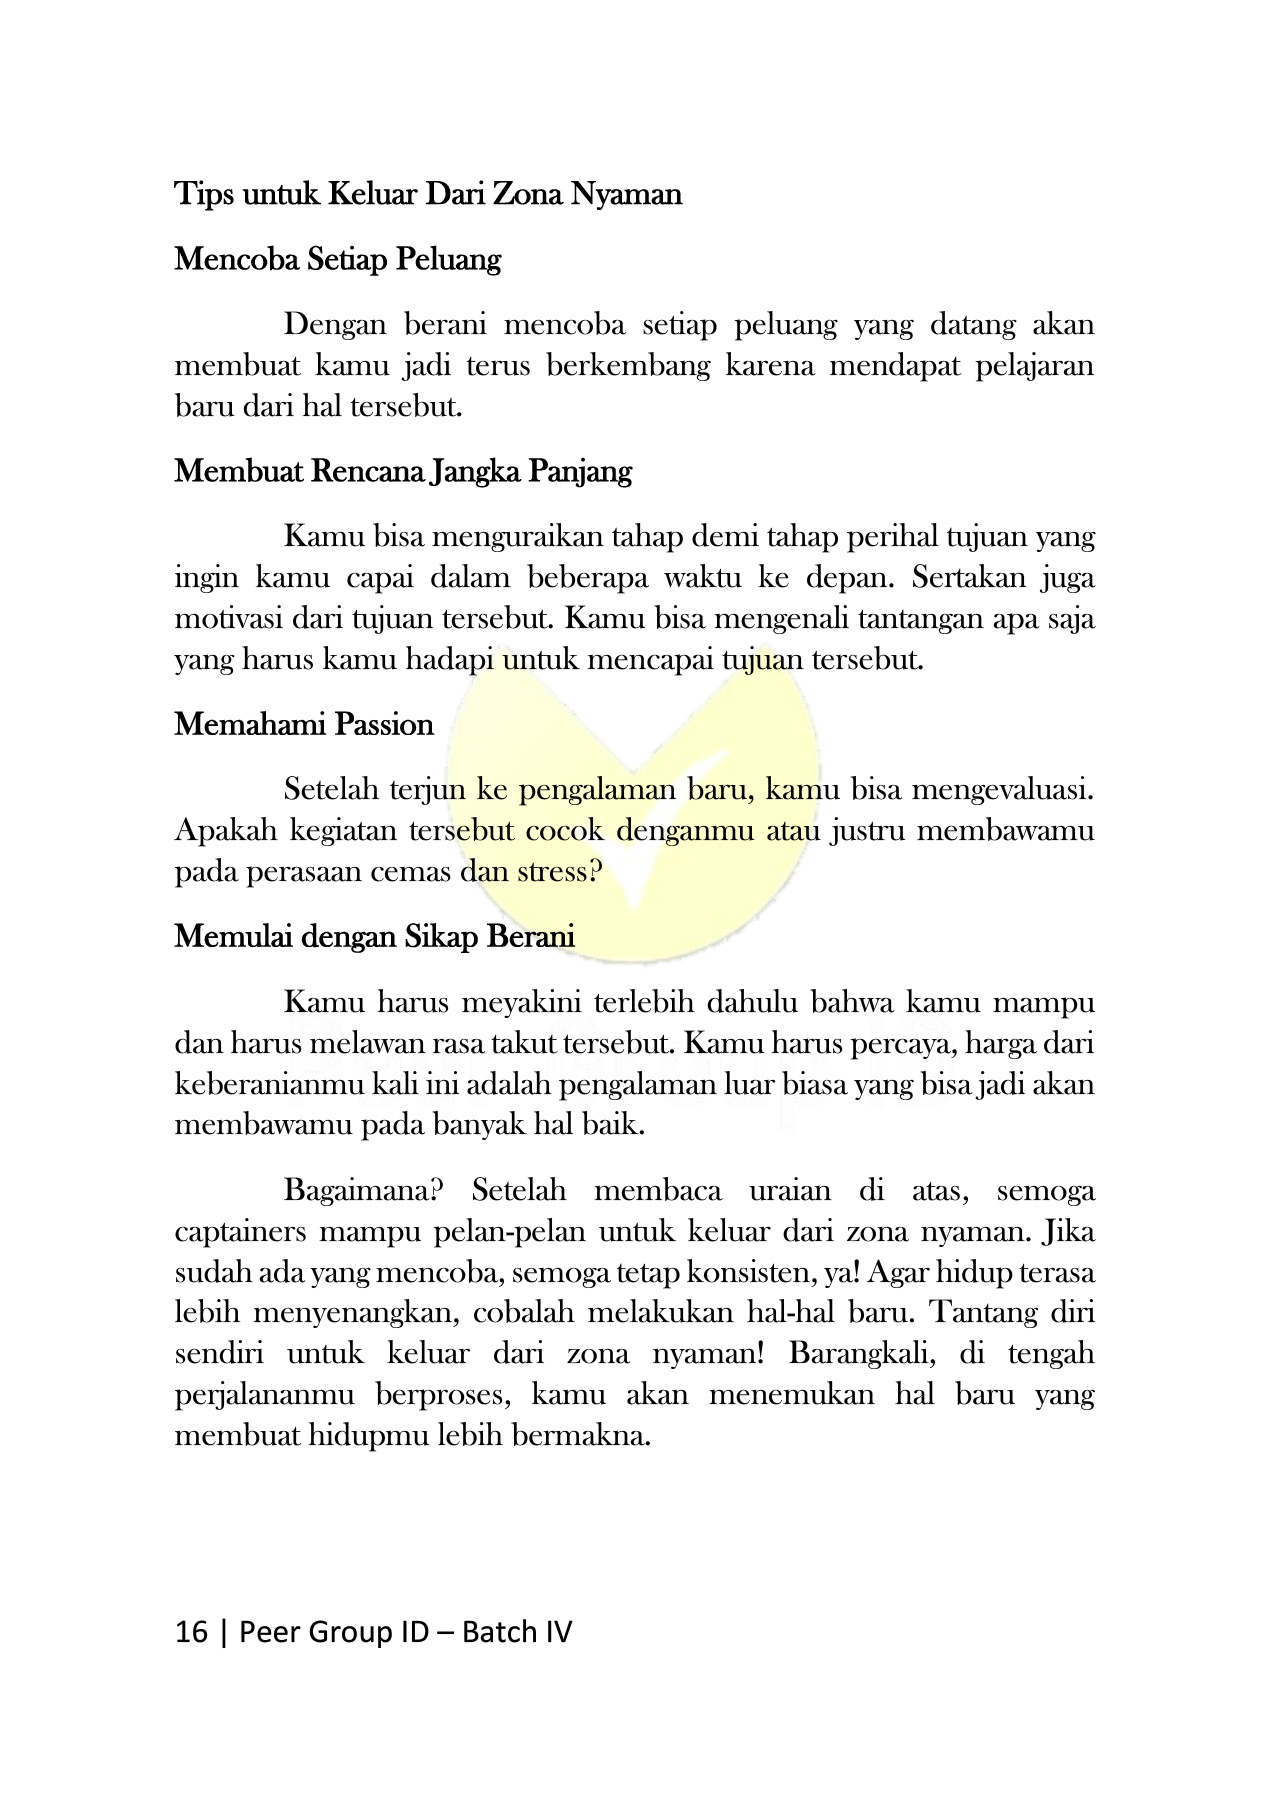 Tips untuk Keluar Dari Zona Nyaman
Mencoba Setiap Peluang
Dengan berani mencoba setiap peluang yang datang akan
membuat kamu jadi terus berkembang karena mendapat pelajaran
baru dari hal tersebut.
Membuat Rencana Jangka Panjang
Kamu bisa menguraikan tahap demi tahap perihal tujuan yang
ingin kamu capai dalam beberapa waktu ke depan. Sertakan juga
motivasi dari tujuan tersebut. Kamu bisa mengenali tantangan apa saja
yang harus kamu hadapi untuk mencapai tujuan tersebut.
Memahami Passion
Setelah terjun ke pengalaman baru, kamu bisa mengevaluasi.
Apakah kegiatan tersebut cocok denganmu atau justru membawamu
pada perasaan cemas dan stress?
Memulai dengan Sikap Berani
Kamu harus meyakini terlebih dahulu bahwa kamu mampu
dan harus melawan rasa takut tersebut. Kamu harus percaya, harga dari
keberanianmu kali ini adalah pengalaman luar biasa yang bisa jadi akan
membawamu pada banyak hal baik.
Bagaimana? Setelah membaca uraian di atas, semoga
captainers mampu pelan-pelan untuk keluar dari zona nyaman. Jika
sudah ada yang mencoba, semoga tetap konsisten, ya! Agar hidup terasa
lebih menyenangkan, cobalah melakukan hal-hal baru. Tantang diri
sendiri untuk keluar dari zona nyaman! Barangkali, di tengah
perjalananmu berproses, kamu akan menemukan hal baru yang
membuat hidupmu lebih bermakna.
16 | Peer Group ID – Batch IV